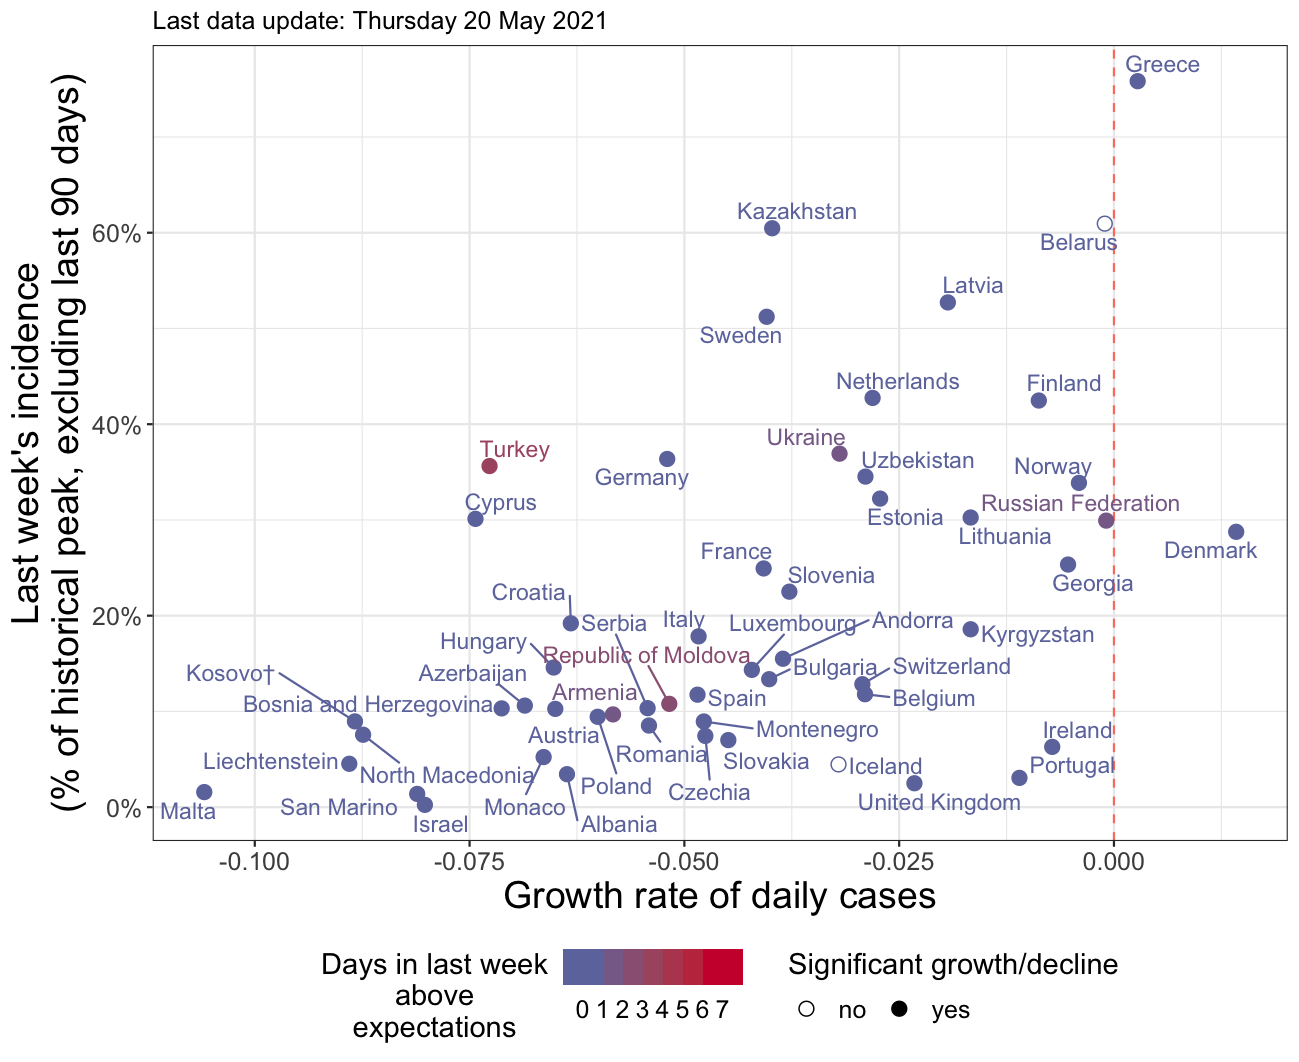 Last data update: Thursday 20 May 2021
Last week's incidence
(% of historical peak, excluding last 90 days)
60%
40%
20%
0%
Greece
Kazakhstan
Belarus
Latvia
Sweden
Netherlands
Finland
Ukraine
Turkey
Uzbekistan
Norway
Germany
Cyprus
Russian Federation
Estonia
Lithuania
Denmark
France
Slovenia
Georgia
Croatia
Serbia
Italy
Luxembourg
Andorra
Kyrgyzstan
Hungary
Republic of Moldova
Kosovo†
Azerbaijan
Bulgaria
Switzerland
Armenia
Bosnia and Herzegovina
Spain
Belgium
Austria
Montenegro
Ireland
Romania
Liechtenstein
Slovakia
Iceland
Portugal
North Macedonia
Poland
Czechia
Malta
San Marino
Monaco
United Kingdom
Israel
Albania
-0.100
-0.075
-0.050
-0.025
0.000
Growth rate of daily cases
Days in last week
above
expectations
0 1 2 3 4 5 6 7
Significant growth/decline
no
yes